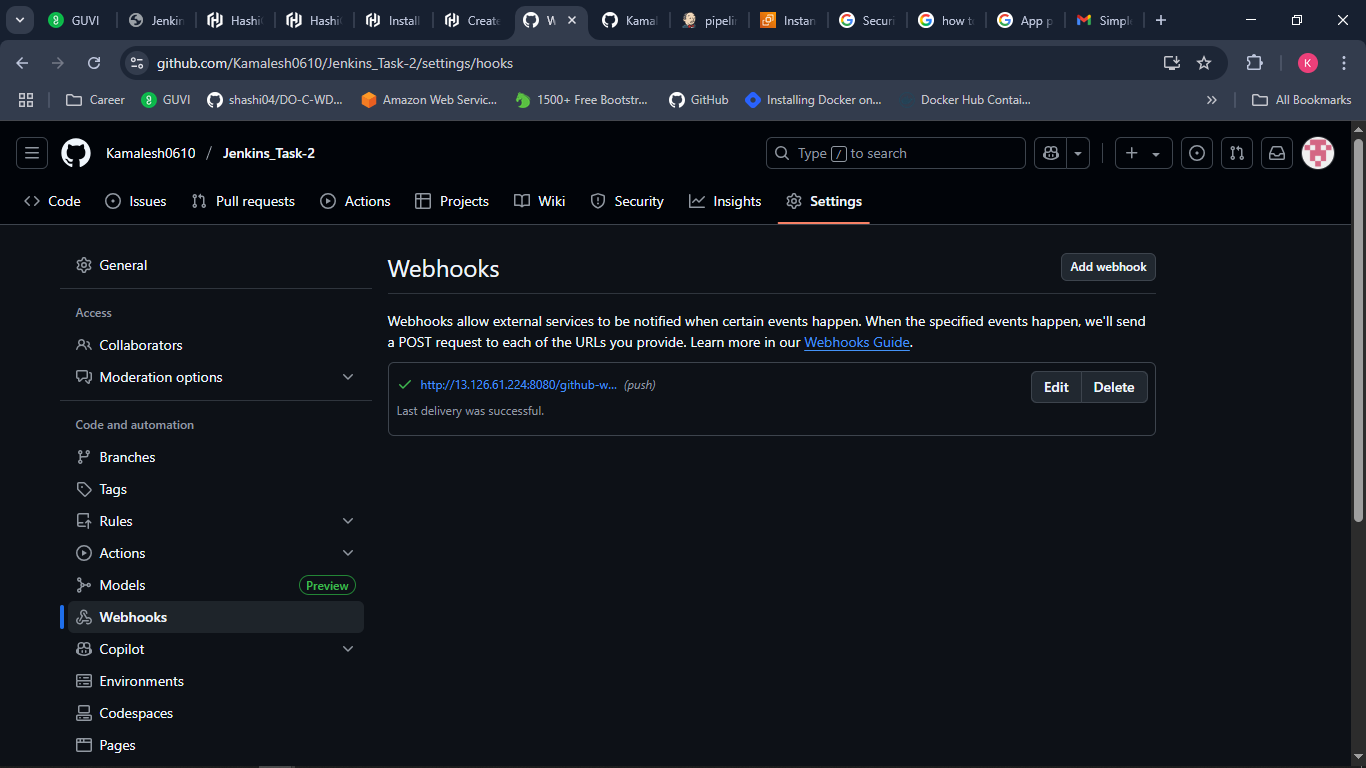 GUVI
Jenkin
HashiC
HashiC
Install
Create
W
Kamal
pipelin
Instan
Securi
how to
App p
Simple
github.com/Kamalesh0610/Jenkins_Task-2/settings/hooks
K
Career
GUVI
shashi04/DO-C-WD...
Amazon Web Servic...
1500+ Free Bootstr...
GitHub
Installing Docker on...
Docker Hub Contai...
All Bookmarks
Kamalesh0610 / Jenkins_Task-2
Type / to search
Code
Issues
Pull requests
Actions
Projects
Wiki
Security
Insights
Settings
General
Access
Collaborators
Moderation options
Code and automation
Branches
Tags
Rules
Actions
Models Preview
Webhooks
Copilot
Environments
Codespaces
Pages
Webhooks
Add webhook
Webhooks allow external services to be notified when certain events happen. When the specified events happen, we'll send
a POST request to each of the URLs you provide. Learn more in our Webhooks Guide.
http://13.126.61.224:8080/github-w... (push)
Edit
Delete
Last delivery was successful.